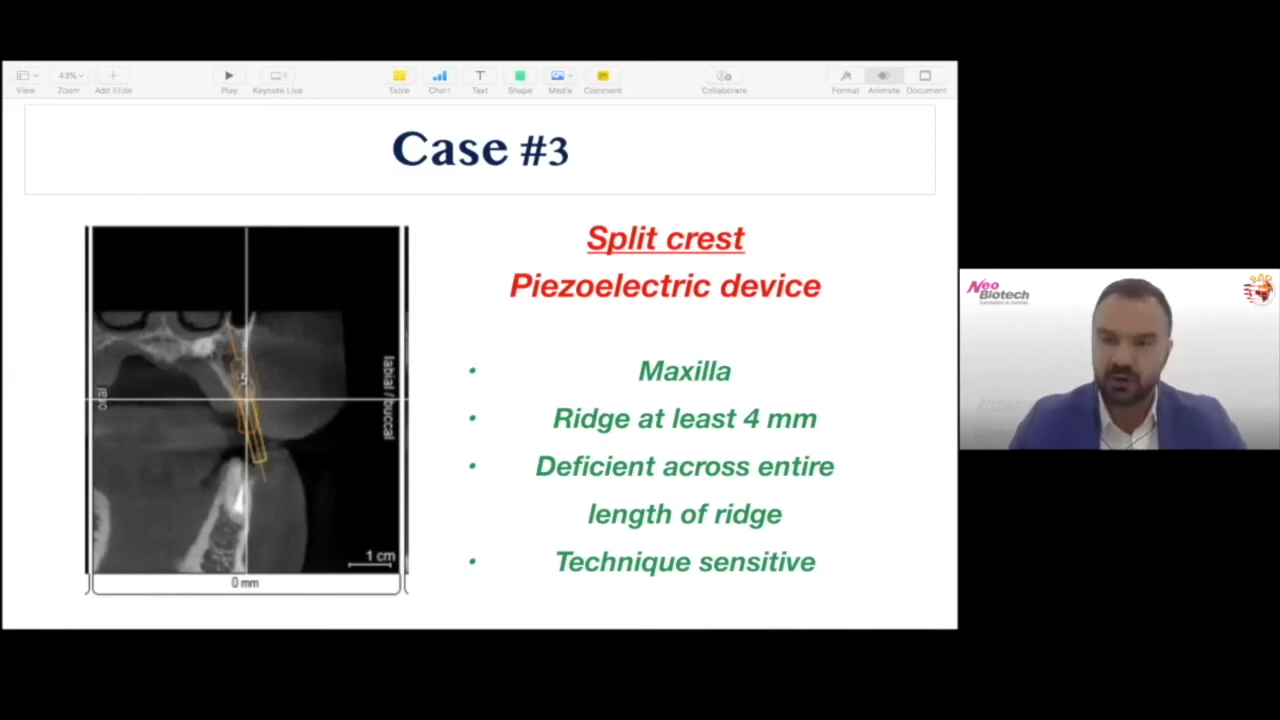 View
43%
Zoom
Add Slide
Play
Keynote Live
Table
Chart
Text
Shape
Media
Comment
Collaborate
Format
Animate
Document
Case #3
Split crest
Piezoelectric device
• Maxilla
• Ridge at least 4 mm
• Deficient across entire
length of ridge
• Technique sensitive
oral
labial / buccal
1 cm
0 mm
Neo
Biotech